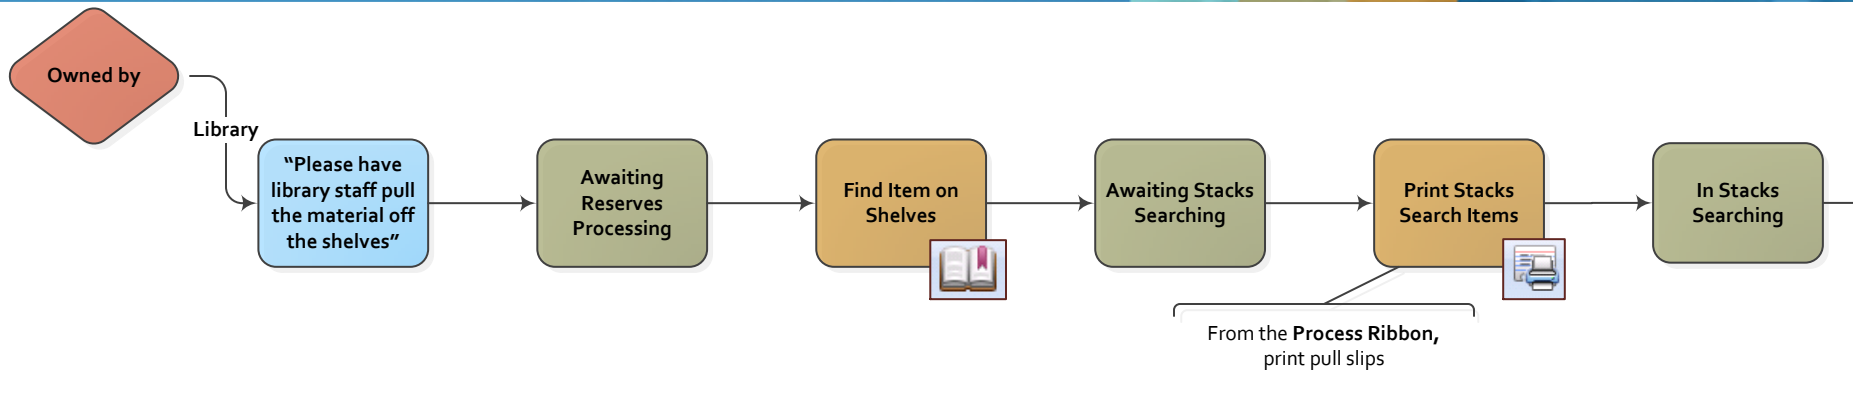 Owned by
Library
“Please have
library staff pull
the material off
the shelves”
Awaiting
Reserves
Processing
Find Item on
Shelves
Awaiting Stacks
Searching
Print Stacks
Search Items
In Stacks
Searching
From the Process Ribbon,
print pull slips